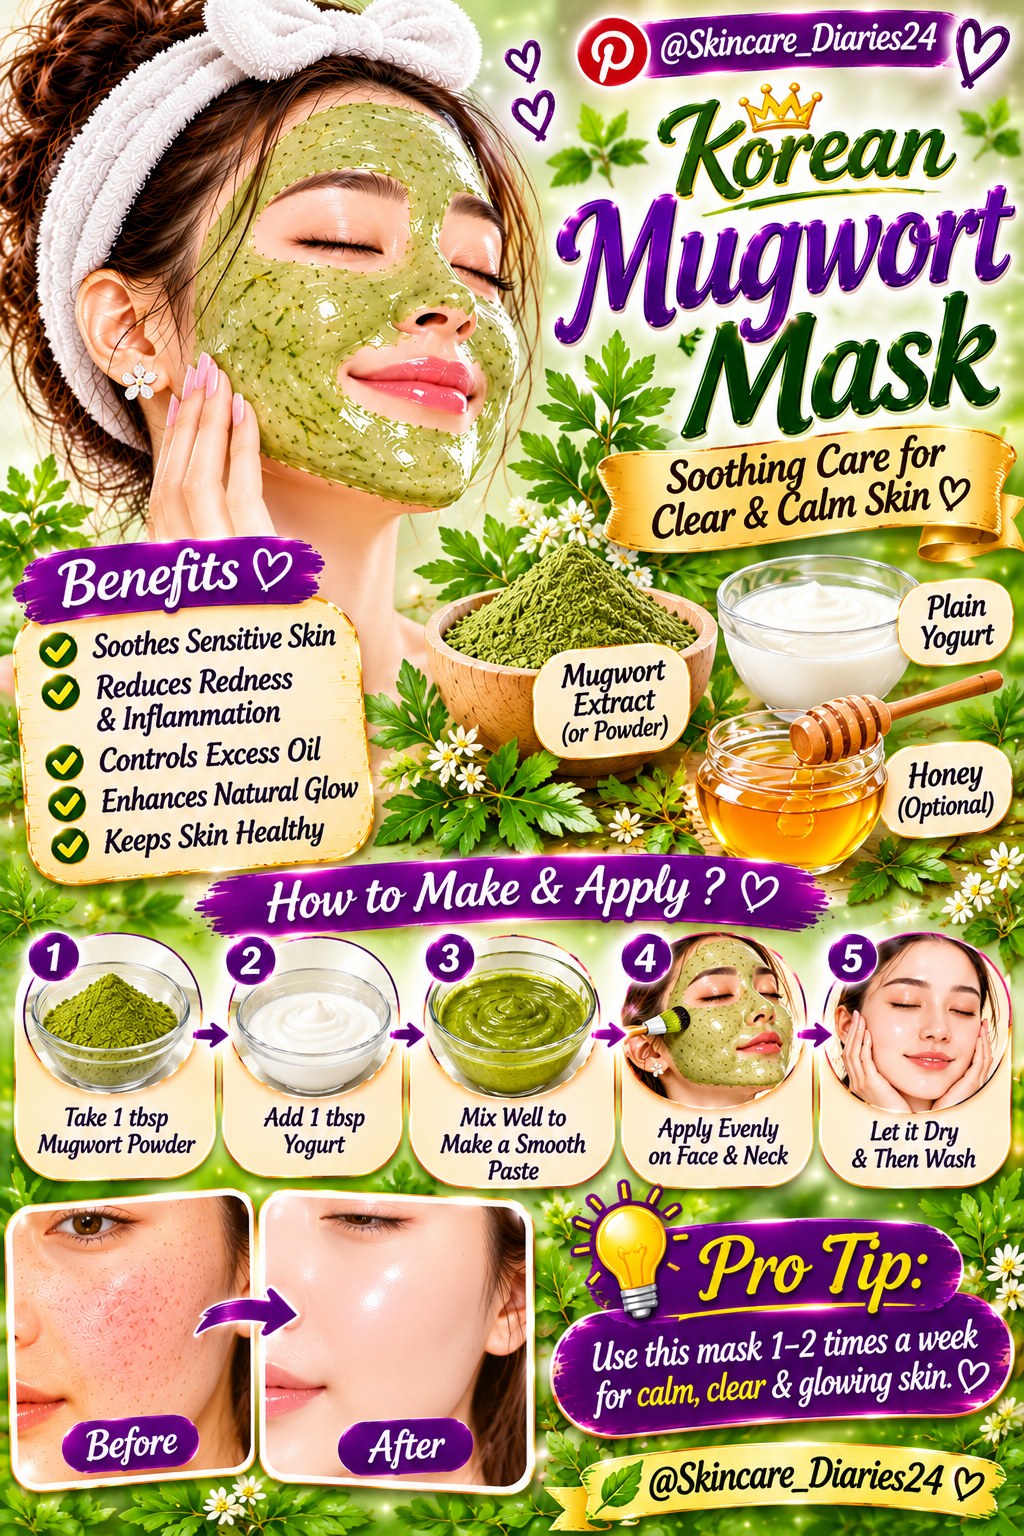 @Skincare_Diaries24
Korean
Mugwort
Mask
Soothing Care for
Clear & Calm Skin
Benefits
Soothes Sensitive Skin
Reduces Redness
& Inflammation
Controls Excess Oil
Enhances Natural Glow
Keeps Skin Healthy
Mugwort
Extract
(or Powder)
Plain
Yogurt
Honey
(Optional)
How to Make & Apply ?
1
Take 1 tbsp
Mugwort Powder
2
Add 1 tbsp
Yogurt
3
Mix Well to
Make a Smooth
Paste
4
Apply Evenly
on Face & Neck
5
Let it Dry
& Then Wash
Before
After
Pro Tip:
Use this mask 1–2 times a week
for calm, clear & glowing skin.
@Skincare_Diaries24